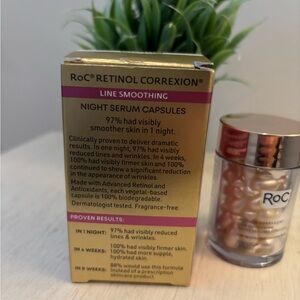 RoC® RETINOL CORREXION®
LINE SMOOTHING
NIGHT SERUM CAPSULES
97% had visibly
smoother skin in 1 night.
Clinically proven to deliver dramatic
results. In one night, 97% had visibly
reduced lines and wrinkles. In 4 weeks,
100% had visibly firmer skin and 100%
continued to show a significant reduction
in the appearance of wrinkles.
Made with Advanced Retinol and
Antioxidants, each vegetal-based
capsule is 100% biodegradable.
Dermatologist tested. Fragrance-free.
PROVEN RESULTS:
IN 1 NIGHT: 97% had visibly reduced
lines & wrinkles.
IN 4 WEEKS: 100% had visibly firmer skin.
100% had more supple,
hydrated skin.
IN 8 WEEKS: 88% would use this formula
instead of a prescription
skincare product.
RoC